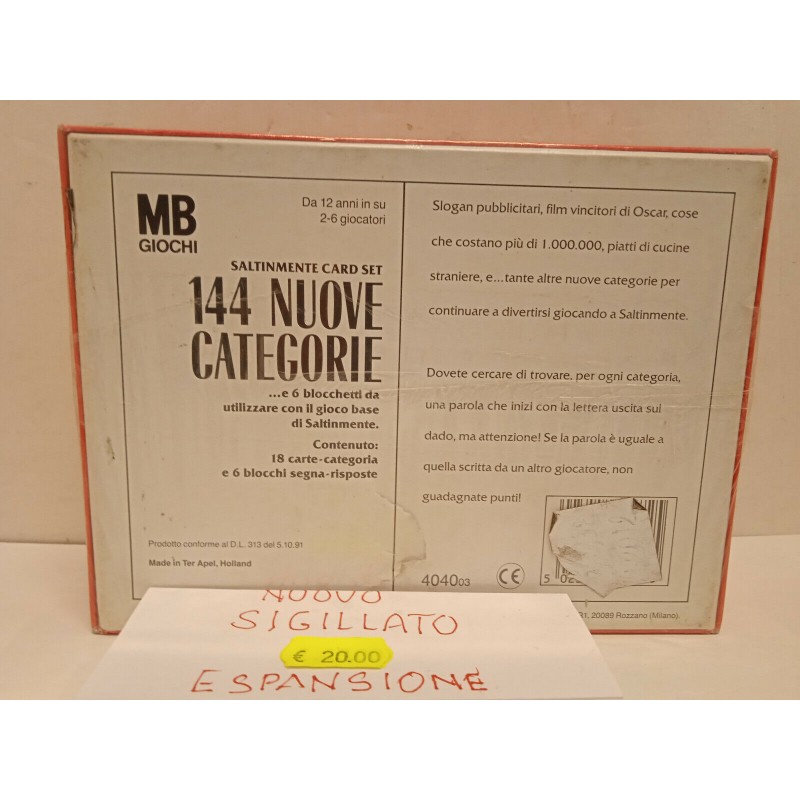 MB
GIOCHI
Da 12 anni in su
2-6 giocatori
SALTINMENTE CARD SET
144 NUOVE
CATEGORIE
...e 6 blocchetti da
utilizzare con il gioco base
di Saltinmente.
Contenuto:
18 carte-categoria
e 6 blocchi segna-risposte
Prodotto conforme al D.L. 313 del 5.10.91
Made in Ter Apel, Holland
Slogan pubblicitari, film vincitori di Oscar, cose
che costano più di 1.000.000, piatti di cucine
straniere, e...tante altre nuove categorie per
continuare a divertirsi giocando a Saltinmente.
Dovete cercare di trovare, per ogni categoria,
una parola che inizi con la lettera uscita sul
dado, ma attenzione! Se la parola è uguale a
quella scritta da un altro giocatore, non
guadagnate punti!
404003
CE
20089 Rozzano (Milano).
NUOVO
SIGILLATO
€ 20.00
ESPANSIONE